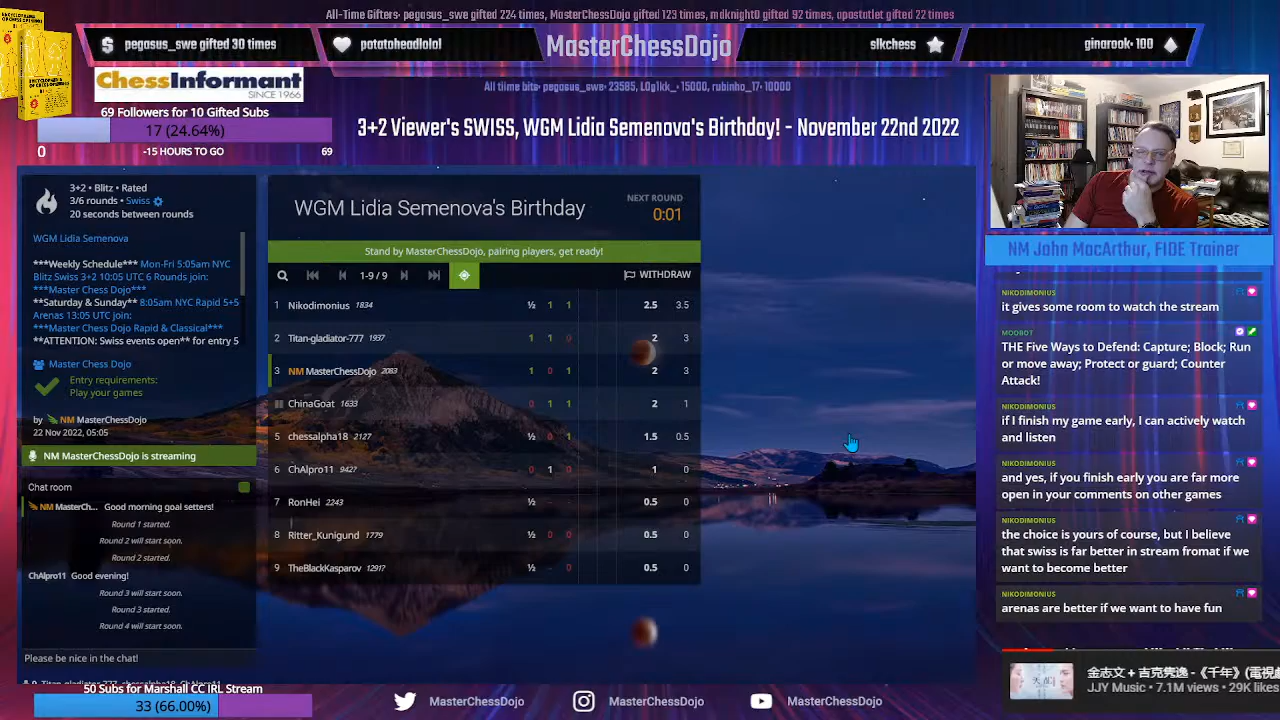 All-Time Gifters: pegasus_swe gifted 224 times, MasterChessDojo gifted 123 times, mdknight0 gifted 92 times, apostutlet gifted 22 times
pegasus_swe gifted 30 times
potatoheadlolol
MasterChessDojo
slkchess
ginarook: 100
ChessInformant
SINCE 1966
All tiime bits: pegasus_swe: 23585, L0g1kk_: 15000, rubinho_17: 10000
69 Followers for 10 Gifted Subs
17 (24.64%)
0
-15 HOURS TO GO
69
3+2 Viewer's SWISS, WGM Lidia Semenova's Birthday! - November 22nd 2022
3+2 • Blitz • Rated
3/6 rounds • Swiss
20 seconds between rounds
WGM Lidia Semenova
***Weekly Schedule*** Mon-Fri 5:05am NYC
Blitz Swiss 3+2 10:05 UTC 6 Rounds join:
***Master Chess Dojo***
**Saturday & Sunday** 8:05am NYC Rapid 5+5
Arenas 13:05 UTC join:
***Master Chess Dojo Rapid & Classical***
**ATTENTION: Swiss events open** for entry 5
Master Chess Dojo
Entry requirements:
Play your games
by NM MasterChessDojo
22 Nov 2022, 05:05
NM MasterChessDojo is streaming
Chat room
NM MasterCh... Good morning goal setters!
Round 1 started.
Round 2 will start soon.
Round 2 started.
ChAlpro11 Good evening!
Round 3 will start soon.
Round 3 started.
Round 4 will start soon.
Please be nice in the chat!
WGM Lidia Semenova's Birthday
NEXT ROUND
0:01
Stand by MasterChessDojo, pairing players, get ready!
1-9 / 9
WITHDRAW
1 Nikodimonius 1834 ½ 1 1 2.5 3.5
2 Titan-gladiator-777 1937 1 1 0 2 3
3 NM MasterChessDojo 2083 1 0 1 2 3
ChinaGoat 1633 0 1 1 2 1
5 chessalpha18 2127 ½ 0 1 1.5 0.5
6 ChAlpro11 942? 0 1 0 1 0
7 RonHei 2243 ½ - - 0.5 0
8 Ritter_Kunigund 1779 ½ 0 0 0.5 0
9 TheBlackKasparov 1291? ½ - 0 0.5 0
NM John MacArthur, FIDE Trainer
NIKODIMONIUS
it gives some room to watch the stream
MOOBOT
THE Five Ways to Defend: Capture; Block; Run
or move away; Protect or guard; Counter
Attack!
NIKODIMONIUS
if I finish my game early, I can actively watch
and listen
NIKODIMONIUS
and yes, if you finish early you are far more
open in your comments on other games
NIKODIMONIUS
the choice is yours of course, but I believe
that swiss is far better in stream fromat if we
want to become better
NIKODIMONIUS
arenas are better if we want to have fun
金志文 + 吉克隽逸 -《千年》(電視
JJY Music • 7.1M views • 29K likes
50 Subs for Marshall CC IRL Stream
33 (66.00%)
MasterChessDojo
MasterChessDojo
MasterChessDojo